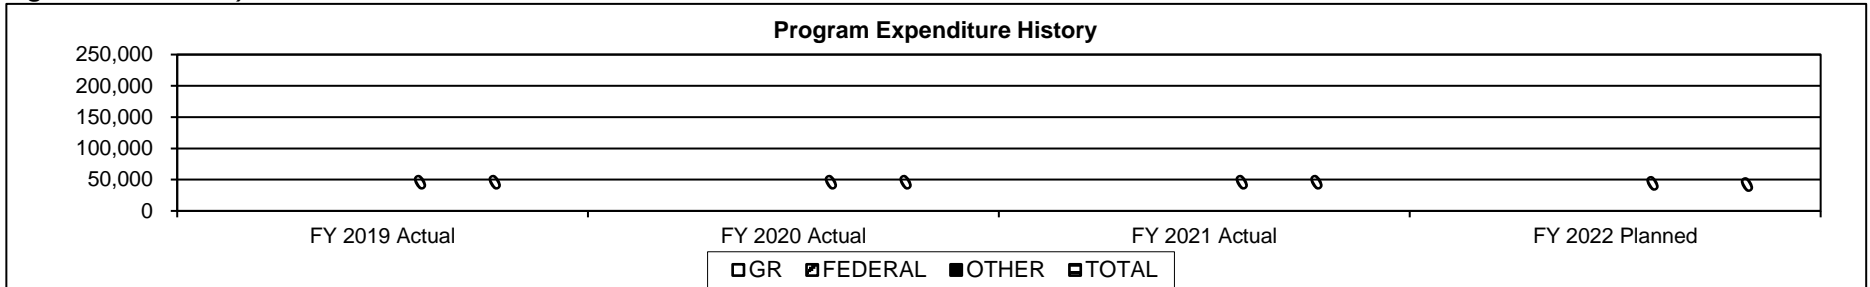 Program Expenditure History
250,000
200,000
150,000
100,000
50,000
0
0 0 0 0 0 0 0 0
FY 2019 Actual FY 2020 Actual FY 2021 Actual FY 2022 Planned
GR FEDERAL OTHER TOTAL